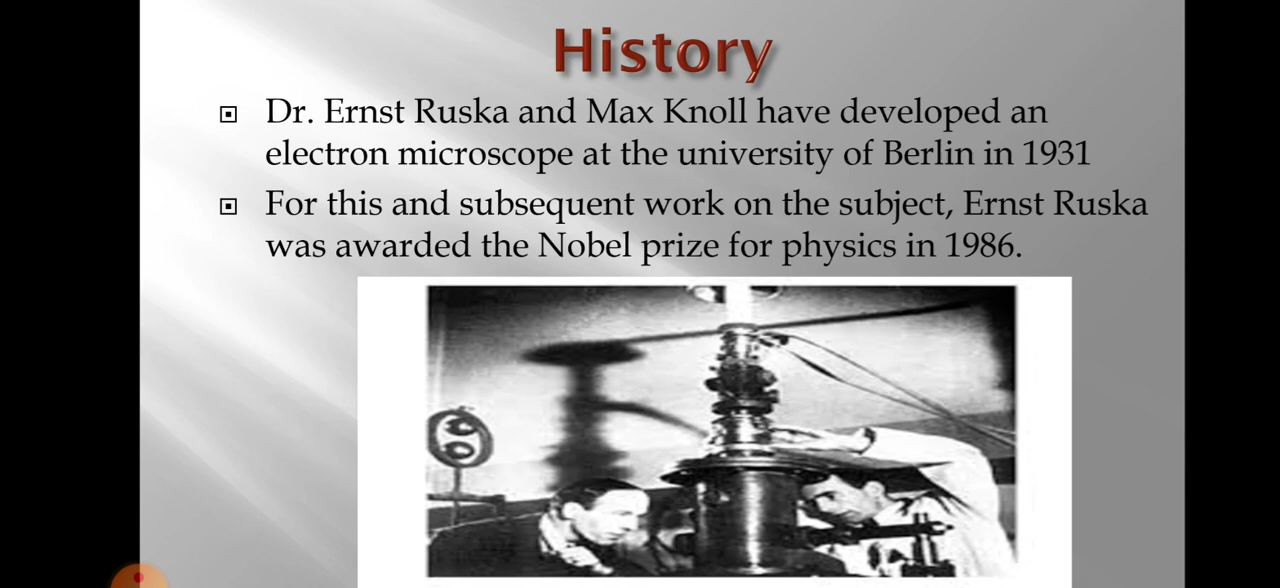 History
Dr. Ernst Ruska and Max Knoll have developed an
electron microscope at the university of Berlin in 1931
For this and subsequent work on the subject, Ernst Ruska
was awarded the Nobel prize for physics in 1986.